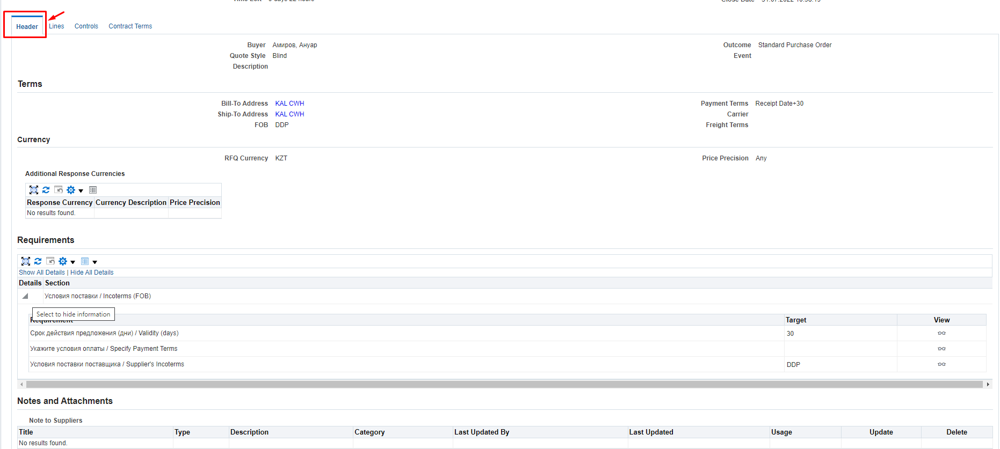 Header Lines Controls Contract Terms
Buyer Амиров, Ануар Outcome Standard Purchase Order
Quote Style Blind Event
Description
Terms
Bill-To Address KAL CWH Payment Terms Receipt Date+30
Ship-To Address KAL CWH Carrier
FOB DDP Freight Terms
Currency
RFQ Currency KZT Price Precision Any
Additional Response Currencies
Response Currency Currency Description Price Precision
No results found.
Requirements
Show All Details | Hide All Details
Details Section
Условия поставки / Incoterms (FOB)
Select to hide information
Requirement Target View
Срок действия предложения (дни) / Validity (days) 30
Укажите условия оплаты / Specify Payment Terms
Условия поставки поставщика / Supplier's Incoterms DDP
Notes and Attachments
Note to Suppliers
Title Type Description Category Last Updated By Last Updated Usage Update Delete
No results found.